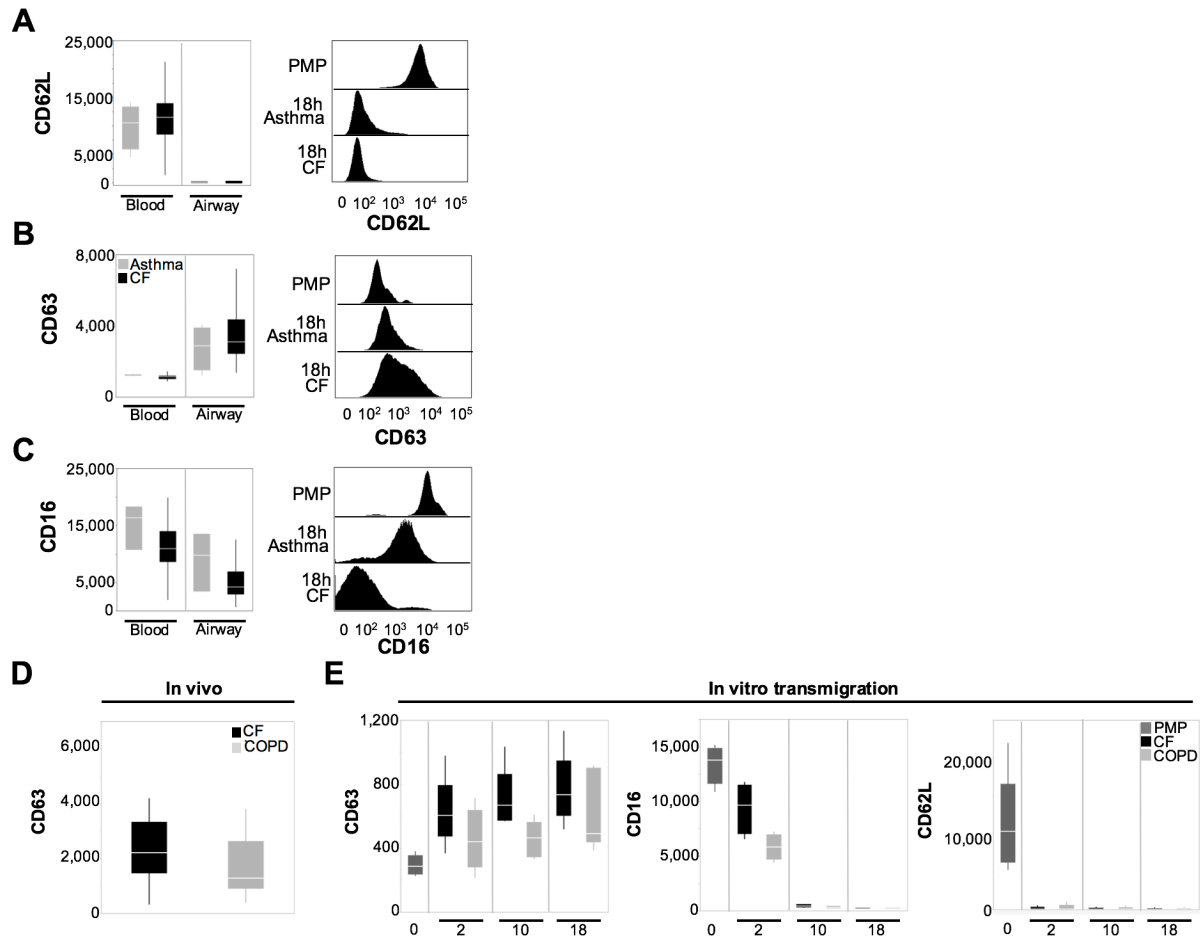 A
CD62L
25,000
15,000
5,000
0
Blood
Airway
PMP
18h
Asthma
18h
CF
0 10² 10³ 10⁴ 10⁵
CD62L
B
CD63
8,000
4,000
0
Asthma
CF
Blood
Airway
PMP
18h
Asthma
18h
CF
0 10² 10³ 10⁴ 10⁵
CD63
C
CD16
25,000
15,000
5,000
0
Blood
Airway
PMP
18h
Asthma
18h
CF
0 10² 10³ 10⁴ 10⁵
CD16
D
In vivo
CD63
6,000
4,000
2,000
0
CF
COPD
E
In vitro transmigration
CD63
1,200
800
400
0
0 2 10 18
CD16
15,000
10,000
5,000
0
0 2 10 18
CD62L
20,000
10,000
0
PMP
CF
COPD
0 2 10 18